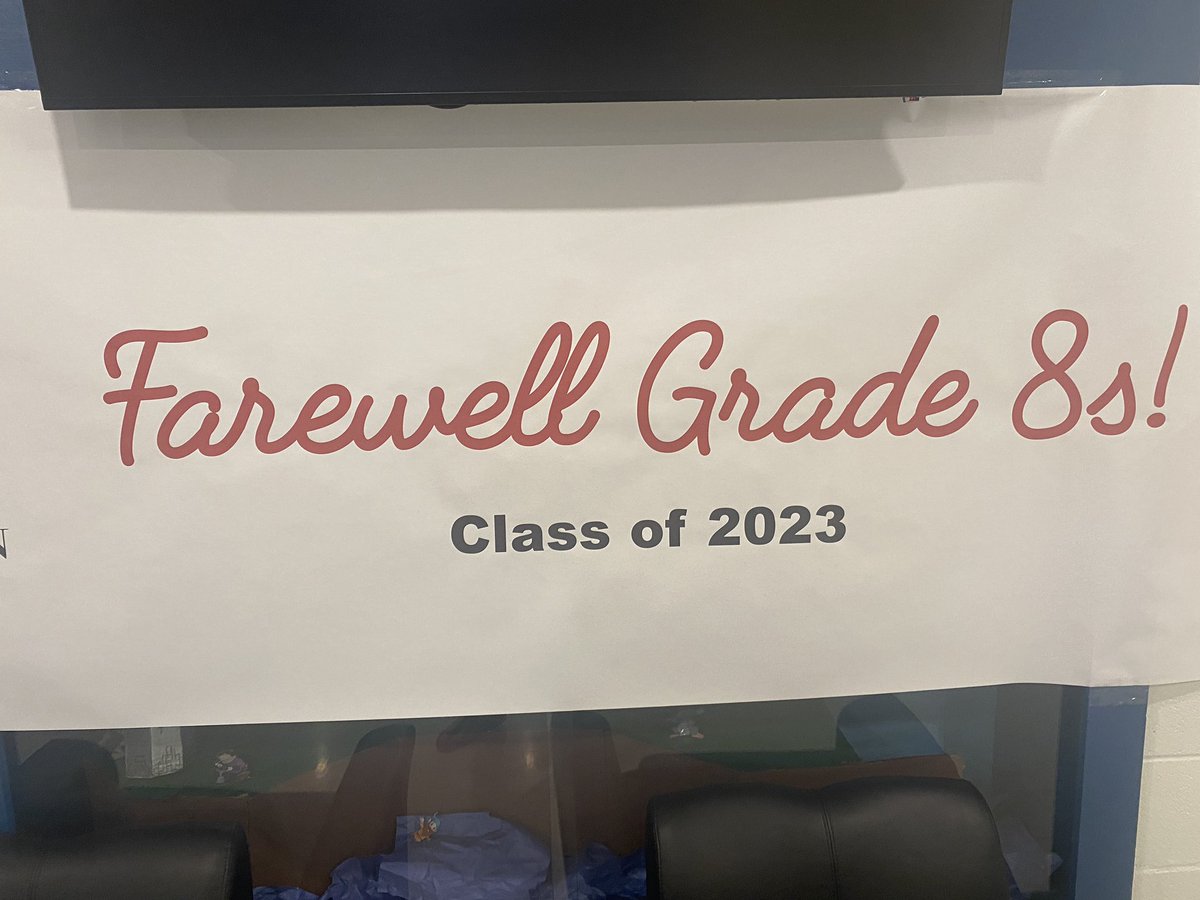 Farewell Grade 8s!
Class of 2023